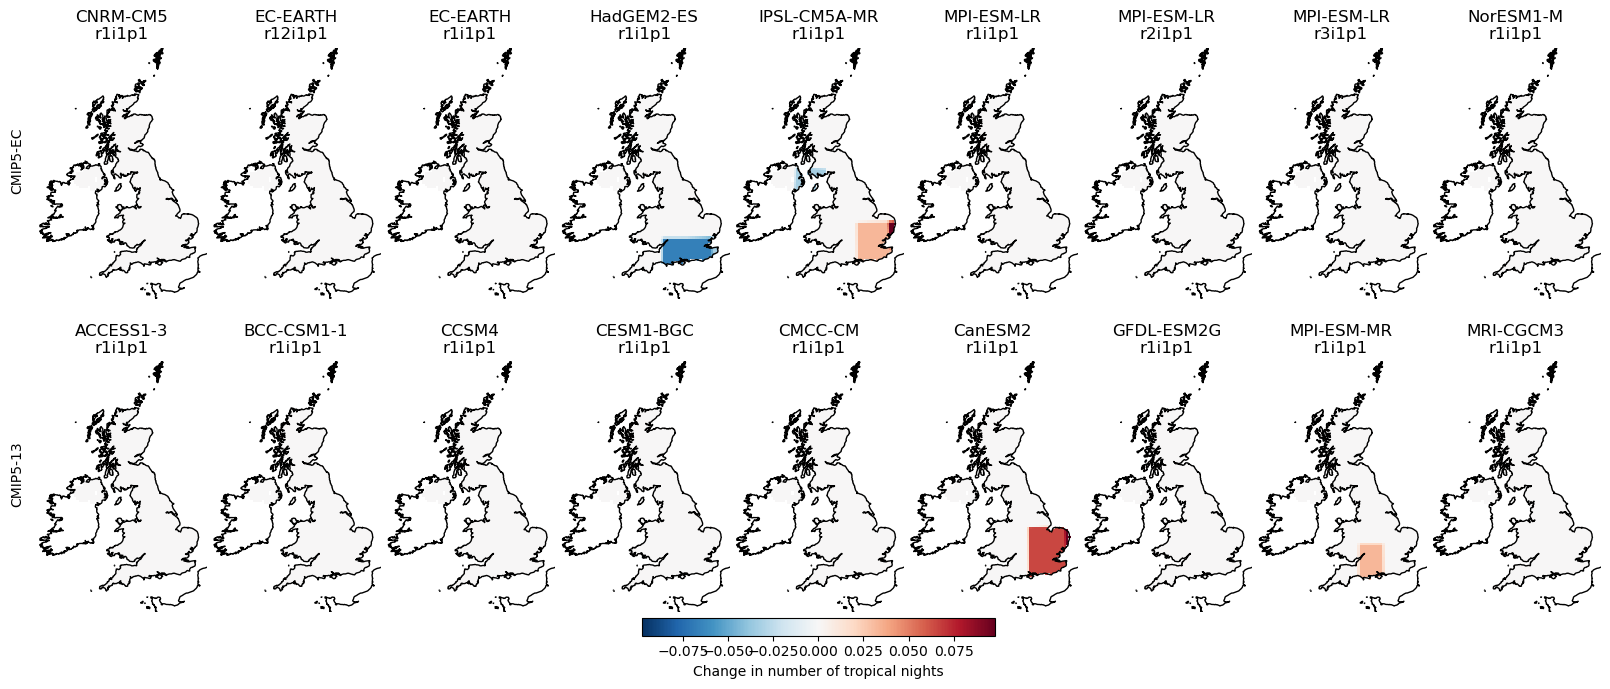 CNRM-CM5 EC-EARTH EC-EARTH HadGEM2-ES IPSL-CM5A-MR MPI-ESM-LR MPI-ESM-LR MPI-ESM-LR NorESM1-M
r1i1p1 r12i1p1 r1i1p1 r1i1p1 r1i1p1 r1i1p1 r2i1p1 r3i1p1 r1i1p1
CMIP5-EC
ACCESS1-3 BCC-CSM1-1 CCSM4 CESM1-BGC CMCC-CM CanESM2 GFDL-ESM2G MPI-ESM-MR MRI-CGCM3
r1i1p1 r1i1p1 r1i1p1 r1i1p1 r1i1p1 r1i1p1 r1i1p1 r1i1p1 r1i1p1
CMIP5-13
−0.075 −0.050 −0.025 0.000 0.025 0.050 0.075
Change in number of tropical nights